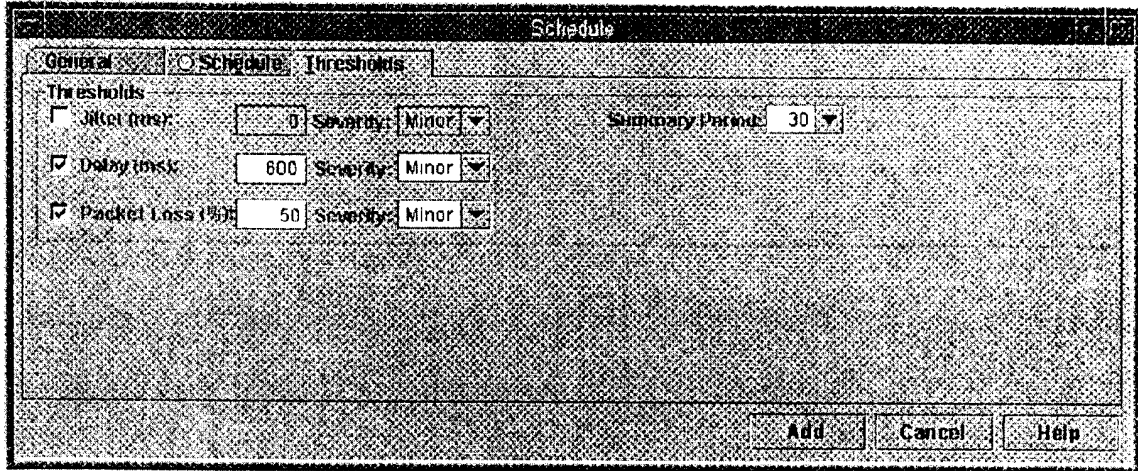 Schedule
General Schedule Thresholds
Thresholds
Jitter (ms): 0 Severity: Minor Summary Period: 30
Delay (ms): 600 Severity: Minor
Packet Loss (%): 50 Severity: Minor
Add Cancel Help